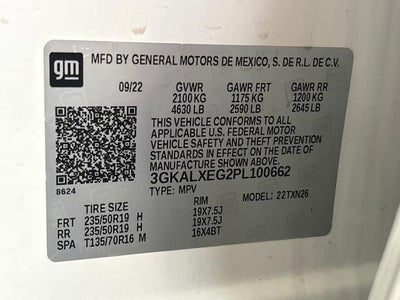 gm
MFD BY GENERAL MOTORS DE MEXICO, S. DE R.L. DE C.V.
09/22 GVWR GAWR FRT GAWR RR
2100 KG 1175 KG 1200 KG
4630 LB 2590 LB 2645 LB
THIS VEHICLE CONFORMS TO ALL
APPLICABLE U.S. FEDERAL MOTOR
VEHICLE SAFETY AND THEFT
PREVENTION STANDARDS IN EFFECT ON THE DATE OF
MANUFACTURE SHOWN ABOVE.
3GKALXEG2PL100662
8624
TYPE: MPV MODEL: 22TXN26
TIRE SIZE RIM
FRT 235/50R19 H 19X7.5J
RR 235/50R19 H 19X7.5J
SPA T135/70R16 M 16X4BT